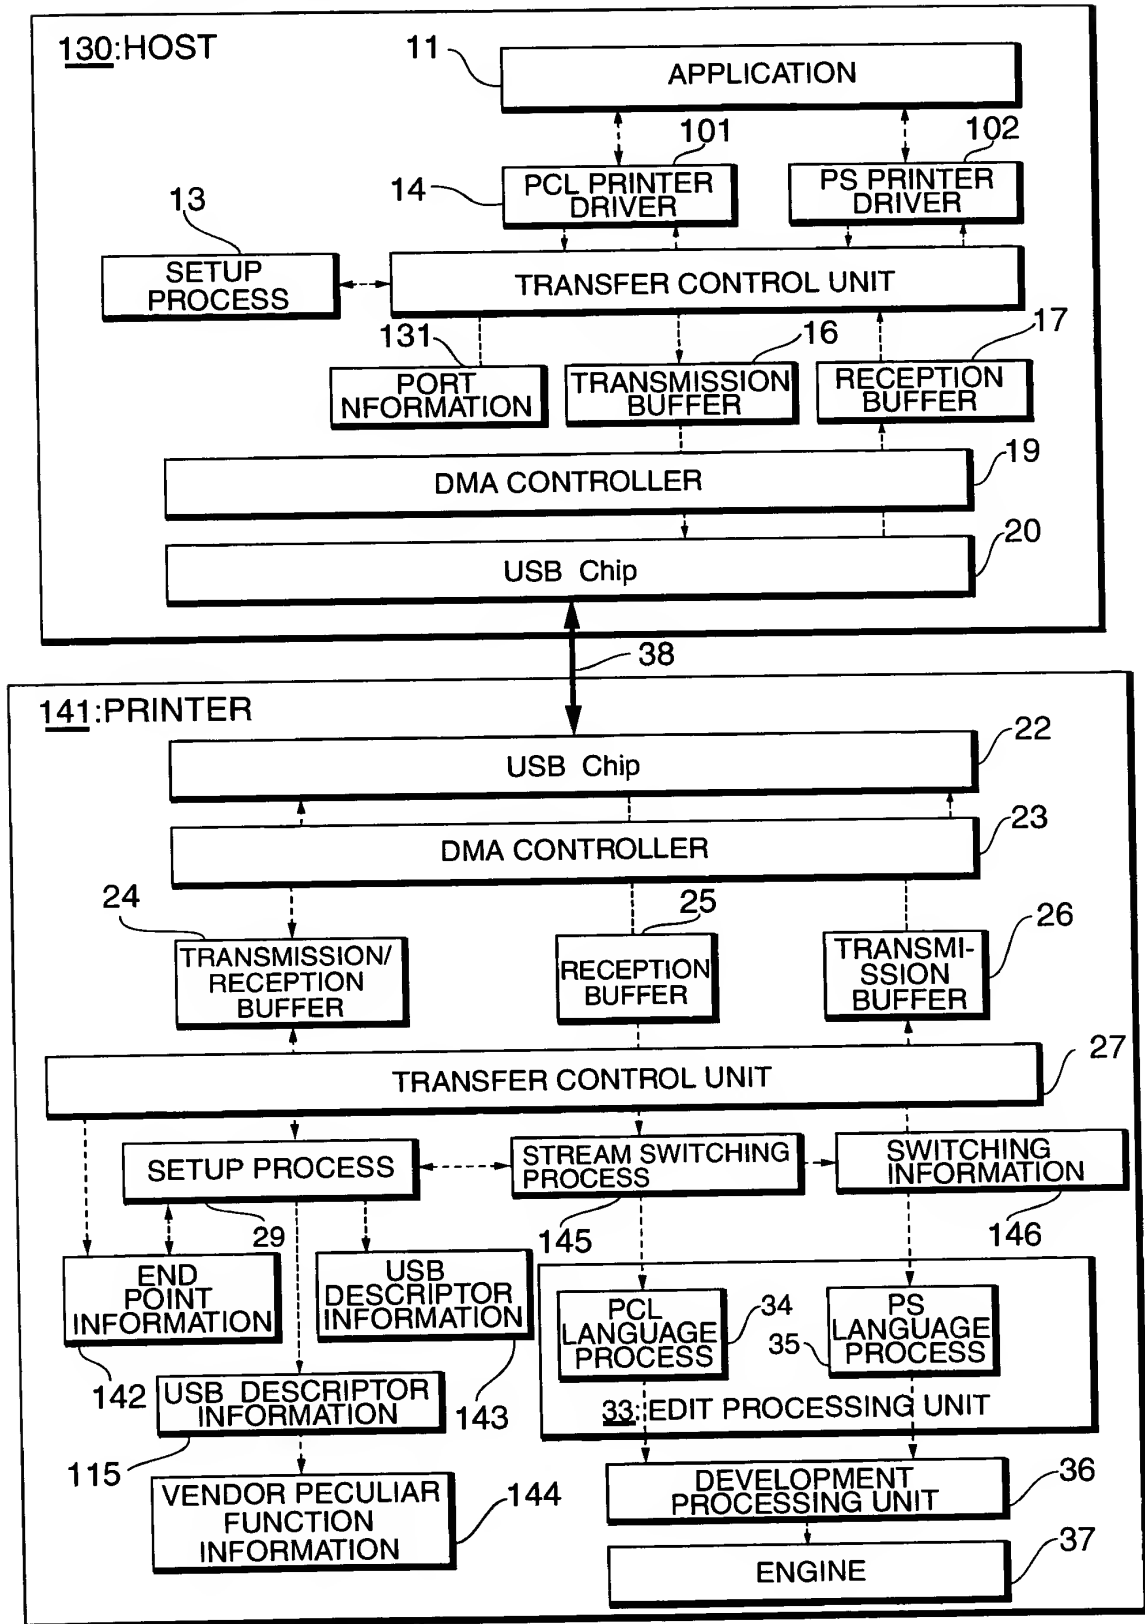 130:HOST
11
APPLICATION
101
102
14
PCL PRINTER
DRIVER
PS PRINTER
DRIVER
13
SETUP
PROCESS
TRANSFER CONTROL UNIT
131
16
17
PORT
NFORMATION
TRANSMISSION
BUFFER
RECEPTION
BUFFER
19
DMA CONTROLLER
20
USB Chip
38
141:PRINTER
22
USB Chip
23
DMA CONTROLLER
24
25
26
TRANSMISSION/
RECEPTION
BUFFER
RECEPTION
BUFFER
TRANSMI-
SSION
BUFFER
27
TRANSFER CONTROL UNIT
SETUP PROCESS
STREAM SWITCHING
PROCESS
SWITCHING
INFORMATION
29
145
146
END
POINT
INFORMATION
USB
DESCRIPTOR
INFORMATION
PCL
LANGUAGE
PROCESS
34
35
PS
LANGUAGE
PROCESS
142
143
USB DESCRIPTOR
INFORMATION
33: EDIT PROCESSING UNIT
115
VENDOR PECULIAR
FUNCTION
INFORMATION
144
DEVELOPMENT
PROCESSING UNIT
36
ENGINE
37